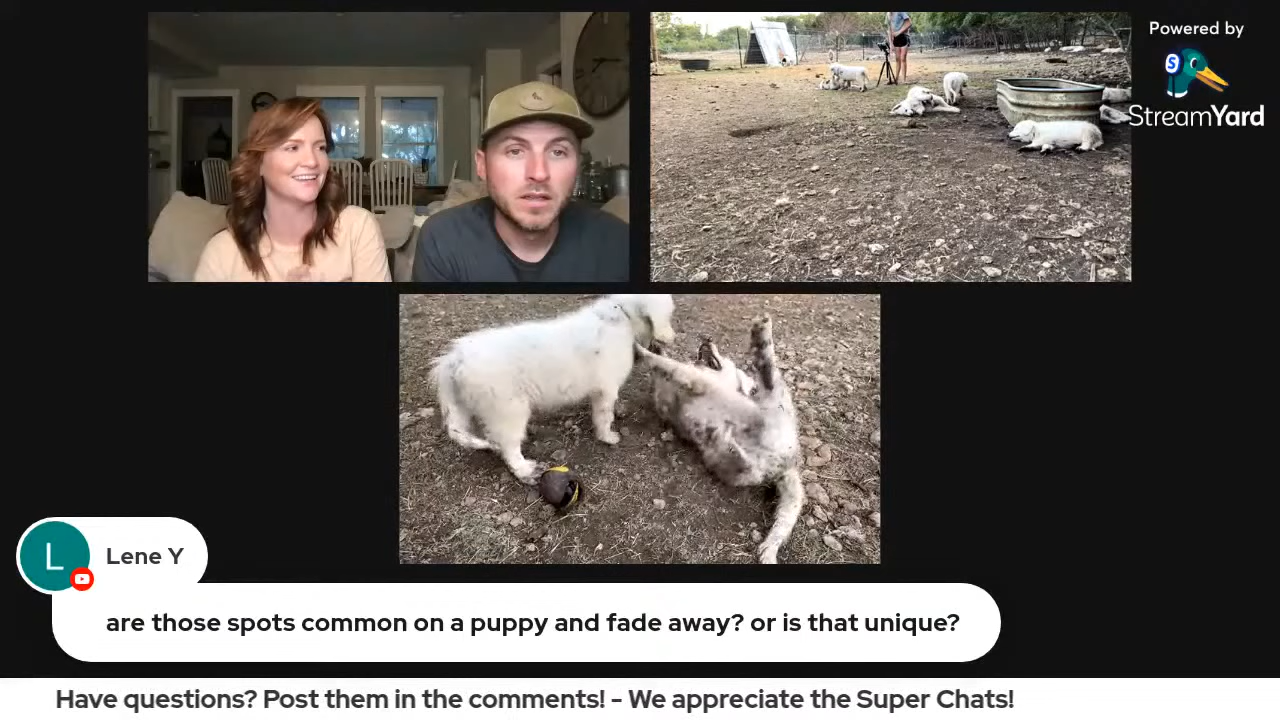 Powered by
S
StreamYard
L
Lene Y
are those spots common on a puppy and fade away? or is that unique?
Have questions? Post them in the comments! - We appreciate the Super Chats!